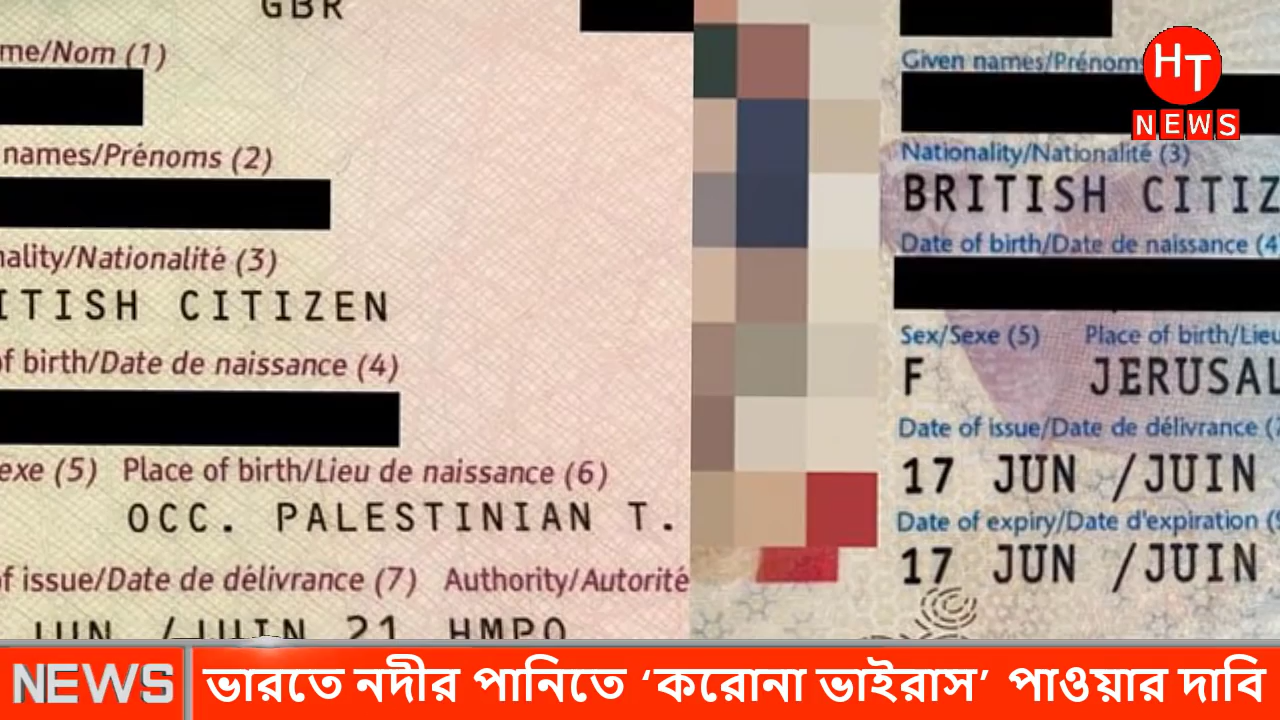 GBR
me/Nom (1)
names/Prénoms (2)
nality/Nationalité (3)
ITISH CITIZEN
of birth/Date de naissance (4)
exe (5) Place of birth/Lieu de naissance (6)
OCC. PALESTINIAN T.
of issue/Date de délivrance (7) Authority/Autorité
JUN /JUIN 21 HMPO
Given names/Prénoms
Nationality/Nationalité (3)
BRITISH CITIZ
Date of birth/Date de naissance (4
Sex/Sexe (5) Place of birth/Lieu
F JERUSAL
Date of issue/Date de délivrance (
17 JUN /JUIN
Date of expiry/Date d'expiration (
17 JUN /JUIN
HT
NEWS
NEWS ভারতে নদীর পানিতে ‘করোনা ভাইরাস’ পাওয়ার দাবি